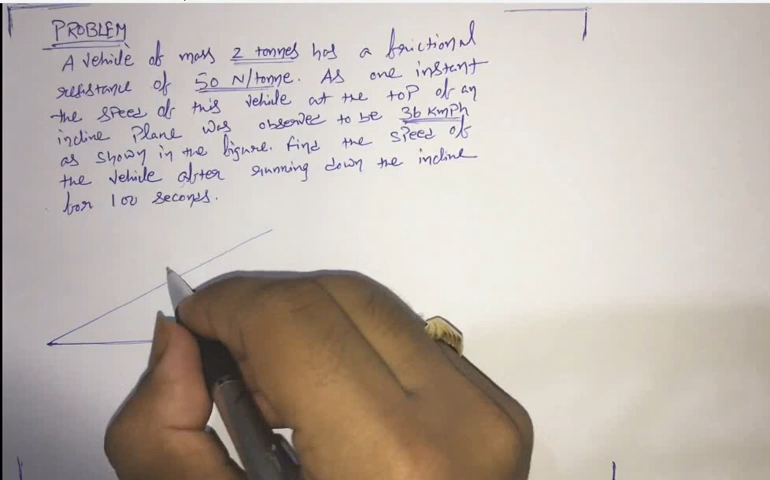 PROBLEM
A vehicle of mass 2 tonnes has a frictional
resistance of 50 N/tonne. As one instant
the speed of this vehicle at the top of an
incline plane was observed to be 36 KmPh
as shown in the figure. Find the speed of
the vehicle after running down the incline
for 100 seconds.